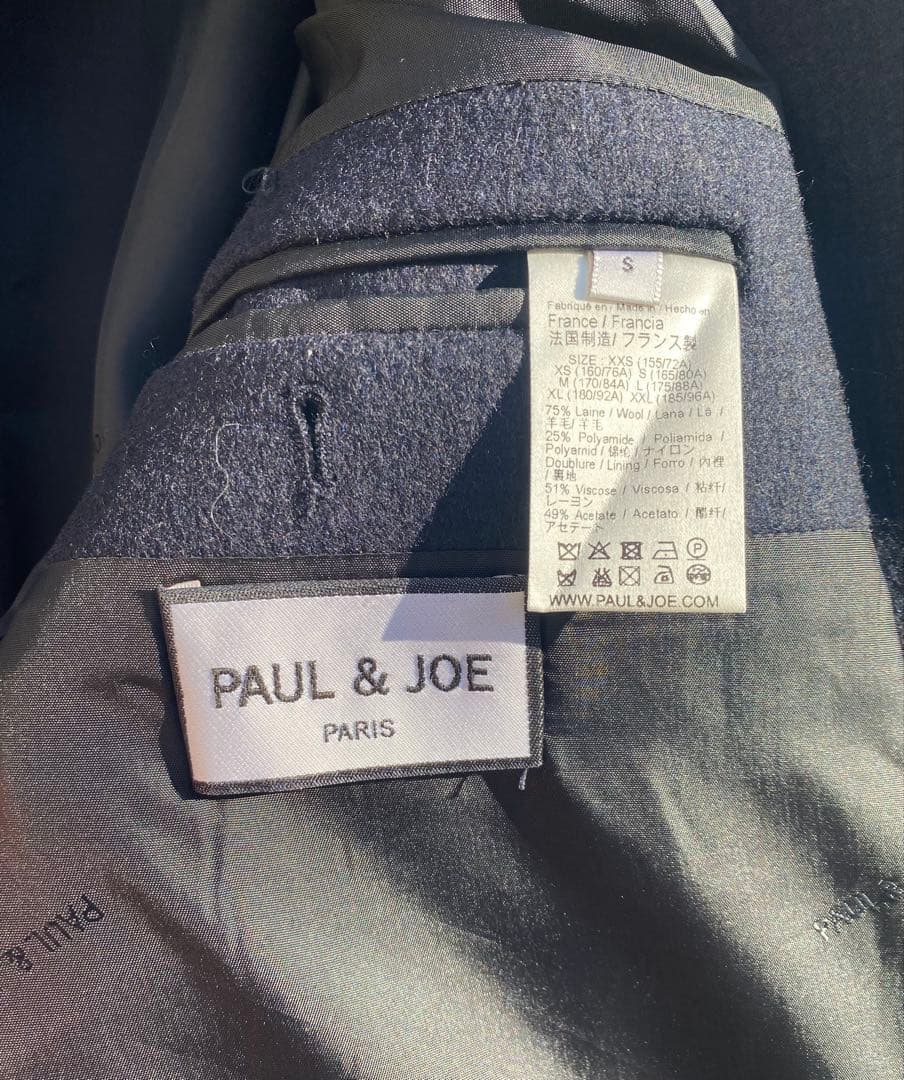 S
Fabriqué en / Made in / Hecho en
France / Francia
法国制造/ フランス製
SIZE : XXS (155/72A)
XS (160/76A) S (165/80A)
M (170/84A) L (175/88A)
XL (180/92A) XXL (185/96A)
75% Laine / Wool / Lana / Lã /
羊毛/ 羊毛
25% Polyamide / Poliamida /
Polyamid / 锦纶 / ナイロン
Doublure / Lining / Forro / 內裡
/ 裏地
51% Viscose / Viscosa / 粘纤/
レーヨン
49% Acetate / Acetato / 醋纤/
アセテート
WWW.PAUL&JOE.COM
PAUL & JOE
PARIS
PAUL &
PAUL &